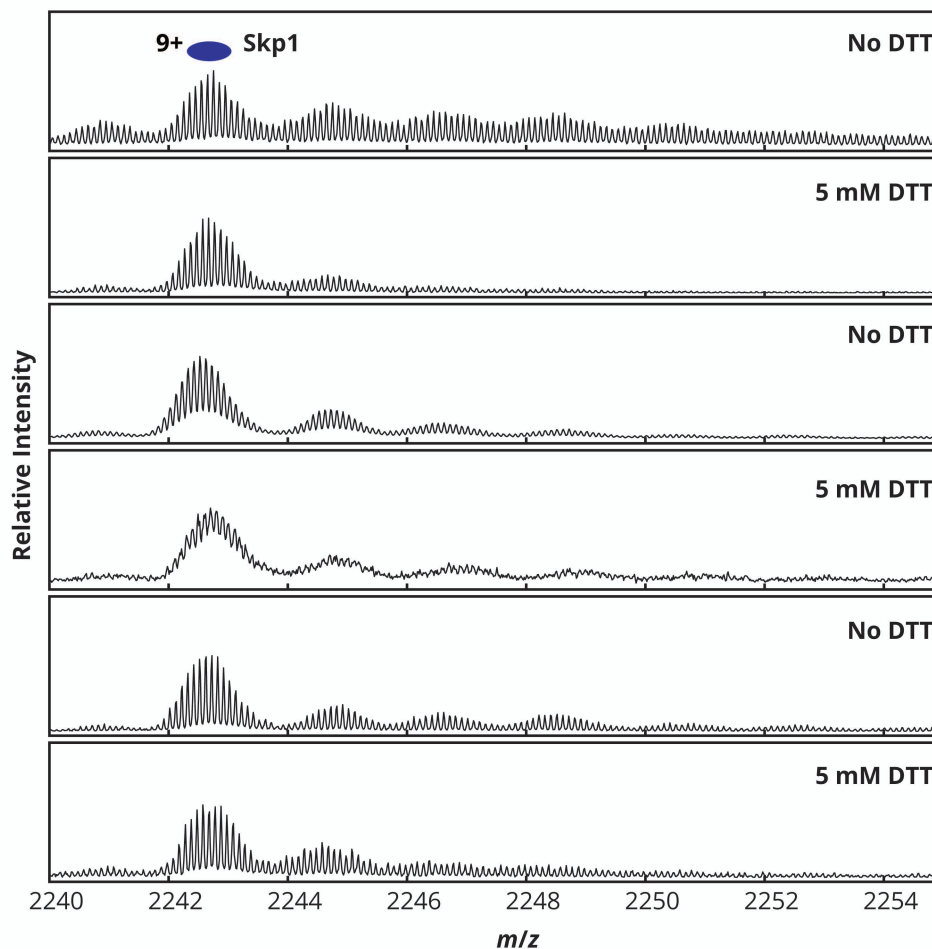 9+ Skp1 No DTT
5 mM DTT
No DTT
5 mM DTT
No DTT
5 mM DTT
Relative Intensity
2240 2242 2244 2246 2248 2250 2252 2254
m/z